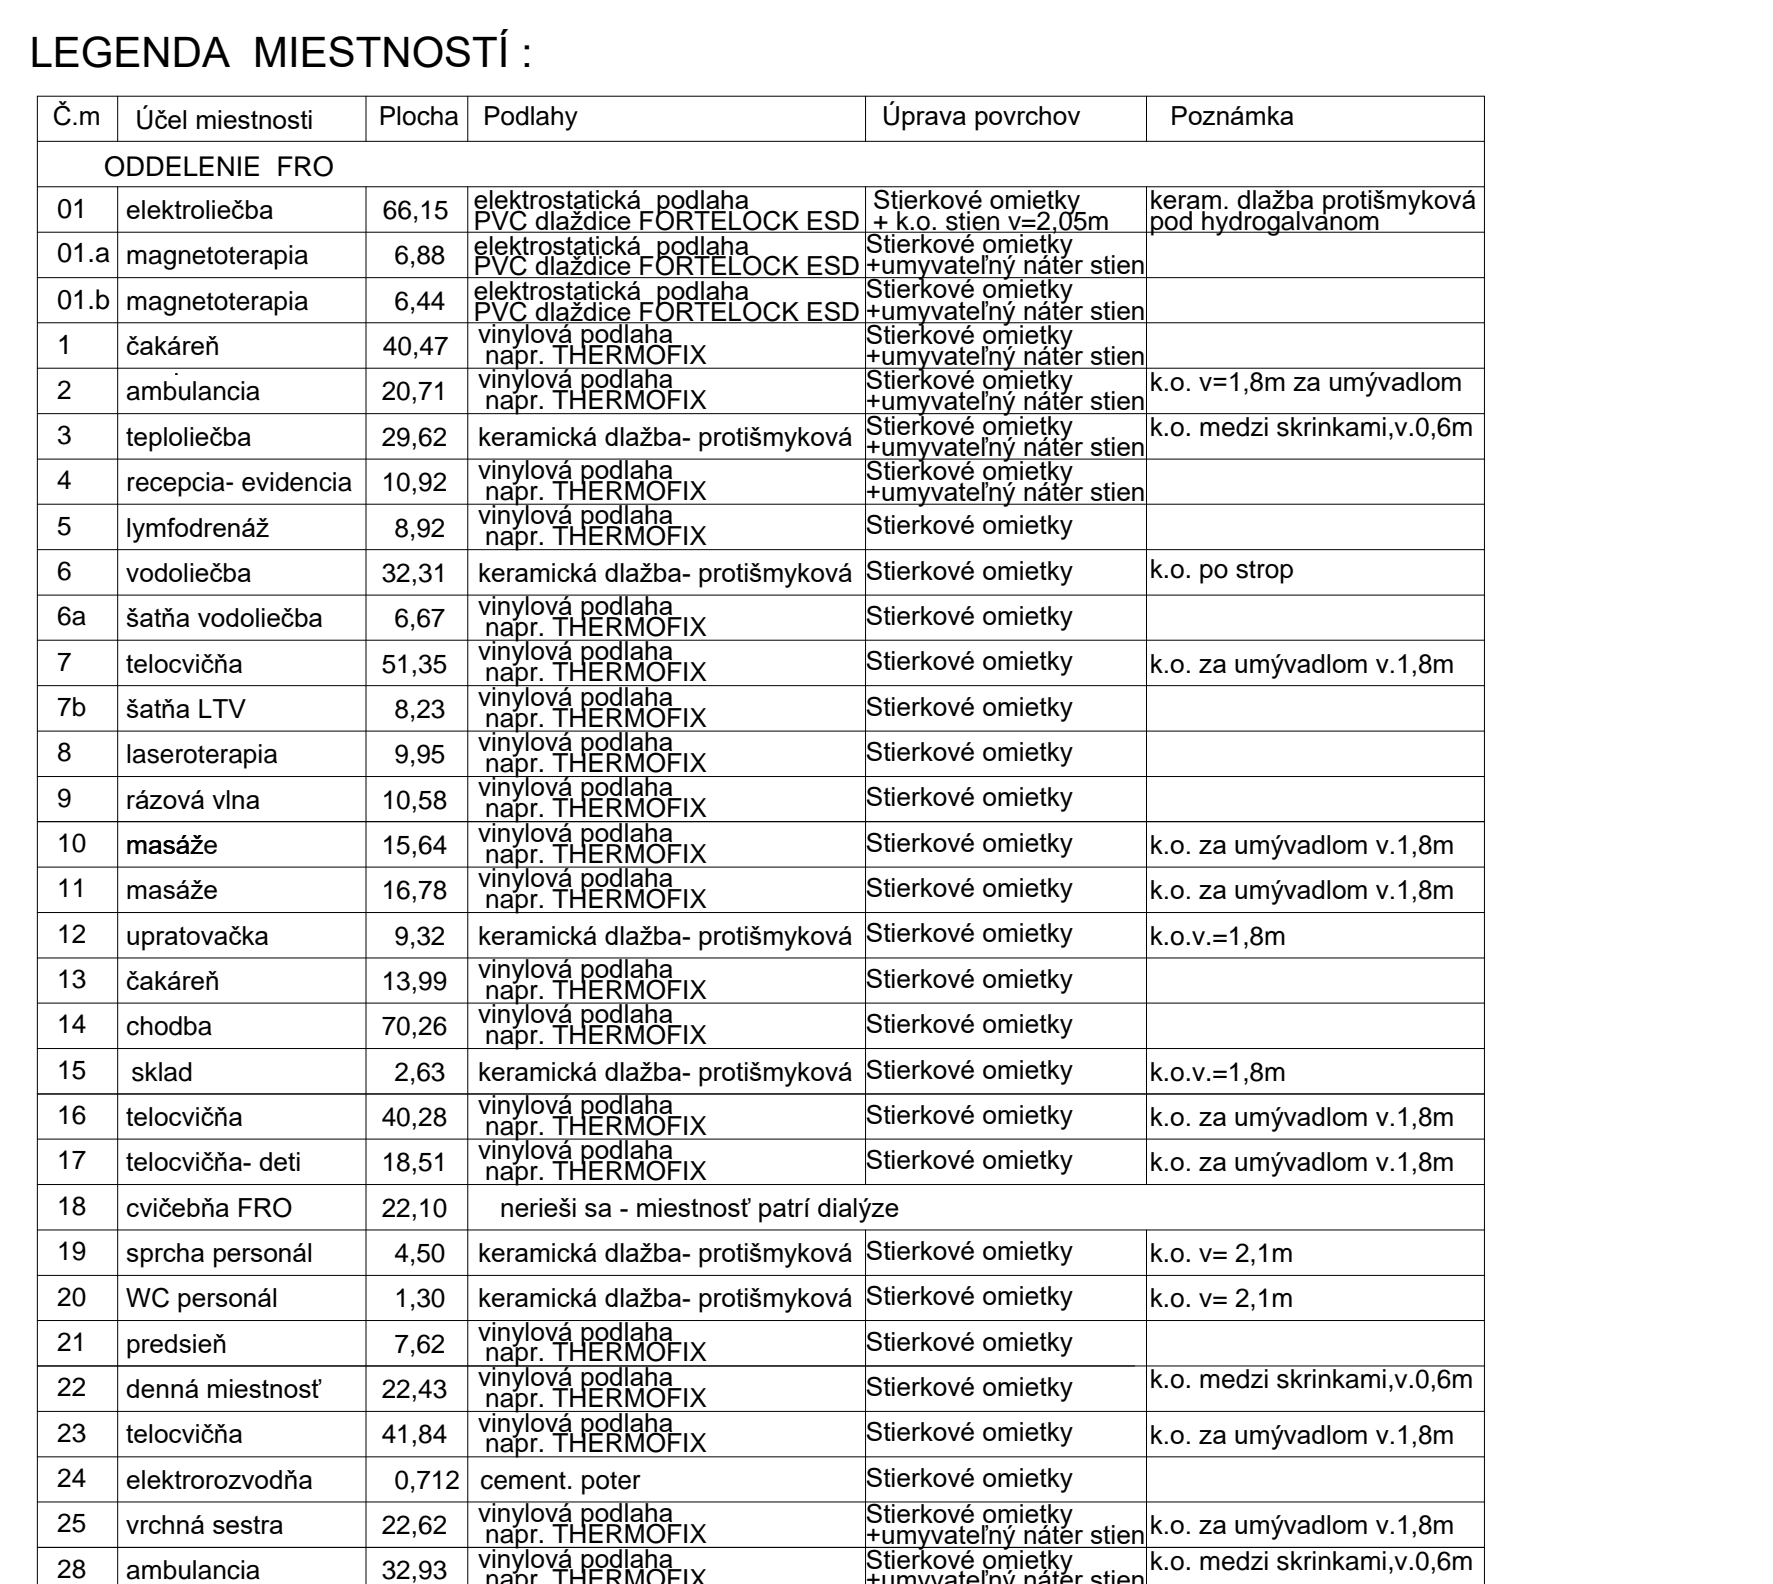 LEGENDA MIESTNOSTÍ :
Č.m Účel miestnosti Plocha Podlahy Úprava povrchov Poznámka
ODDELENIE FRO
01 elektroliečba 66,15 elektrostatická podlaha Stierkové omietky keram. dlažba protišmyková
PVC dlaždice FORTELOCK ESD + k.o. stien v=2,05m pod hydrogalvanom
01.a magnetoterapia 6,88 elektrostatická podlaha Stierkové omietky
PVC dlaždice FORTELOCK ESD +umyvateľný náter stien
01.b magnetoterapia 6,44 elektrostatická podlaha Stierkové omietky
PVC dlaždice FORTELOCK ESD +umyvateľný náter stien
1 čakáreň 40,47 vinylová podlaha Stierkové omietky
napr. THERMOFIX +umyvateľný náter stien
2 ambulancia 20,71 vinylová podlaha Stierkové omietky k.o. v=1,8m za umývadlom
napr. THERMOFIX +umyvateľný náter stien
3 teploliečba 29,62 keramická dlažba- protišmyková Stierkové omietky k.o. medzi skrinkami,v.0,6m
+umyvateľný náter stien
4 recepcia- evidencia 10,92 vinylová podlaha Stierkové omietky
napr. THERMOFIX +umyvateľný náter stien
5 lymfodrenáž 8,92 vinylová podlaha Stierkové omietky
napr. THERMOFIX
6 vodoliečba 32,31 keramická dlažba- protišmyková Stierkové omietky k.o. po strop
6a šatňa vodoliečba 6,67 vinylová podlaha Stierkové omietky
napr. THERMOFIX
7 telocvičňa 51,35 vinylová podlaha Stierkové omietky k.o. za umývadlom v.1,8m
napr. THERMOFIX
7b šatňa LTV 8,23 vinylová podlaha Stierkové omietky
napr. THERMOFIX
8 laseroterapia 9,95 vinylová podlaha Stierkové omietky
napr. THERMOFIX
9 rázová vlna 10,58 vinylová podlaha Stierkové omietky
napr. THERMOFIX
10 masáže 15,64 vinylová podlaha Stierkové omietky k.o. za umývadlom v.1,8m
napr. THERMOFIX
11 masáže 16,78 vinylová podlaha Stierkové omietky k.o. za umývadlom v.1,8m
napr. THERMOFIX
12 upratovačka 9,32 keramická dlažba- protišmyková Stierkové omietky k.o.v.=1,8m
13 čakáreň 13,99 vinylová podlaha Stierkové omietky
napr. THERMOFIX
14 chodba 70,26 vinylová podlaha Stierkové omietky
napr. THERMOFIX
15 sklad 2,63 keramická dlažba- protišmyková Stierkové omietky k.o.v.=1,8m
16 telocvičňa 40,28 vinylová podlaha Stierkové omietky k.o. za umývadlom v.1,8m
napr. THERMOFIX
17 telocvičňa- deti 18,51 vinylová podlaha Stierkové omietky k.o. za umývadlom v.1,8m
napr. THERMOFIX
18 cvičebňa FRO 22,10 nerieši sa - miestnosť patrí dialýze
19 sprcha personál 4,50 keramická dlažba- protišmyková Stierkové omietky k.o. v= 2,1m
20 WC personál 1,30 keramická dlažba- protišmyková Stierkové omietky k.o. v= 2,1m
21 predsieň 7,62 vinylová podlaha Stierkové omietky
napr. THERMOFIX
22 denná miestnosť 22,43 vinylová podlaha Stierkové omietky k.o. medzi skrinkami,v.0,6m
napr. THERMOFIX
23 telocvičňa 41,84 vinylová podlaha Stierkové omietky k.o. za umývadlom v.1,8m
napr. THERMOFIX
24 elektrorozvodňa 0,712 cement. poter Stierkové omietky
25 vrchná sestra 22,62 vinylová podlaha Stierkové omietky k.o. za umývadlom v.1,8m
napr. THERMOFIX +umyvateľný náter stien
28 ambulancia 32,93 vinylová podlaha Stierkové omietky k.o. medzi skrinkami,v.0,6m
napr. THERMOFIX +umyvateľný náter stien